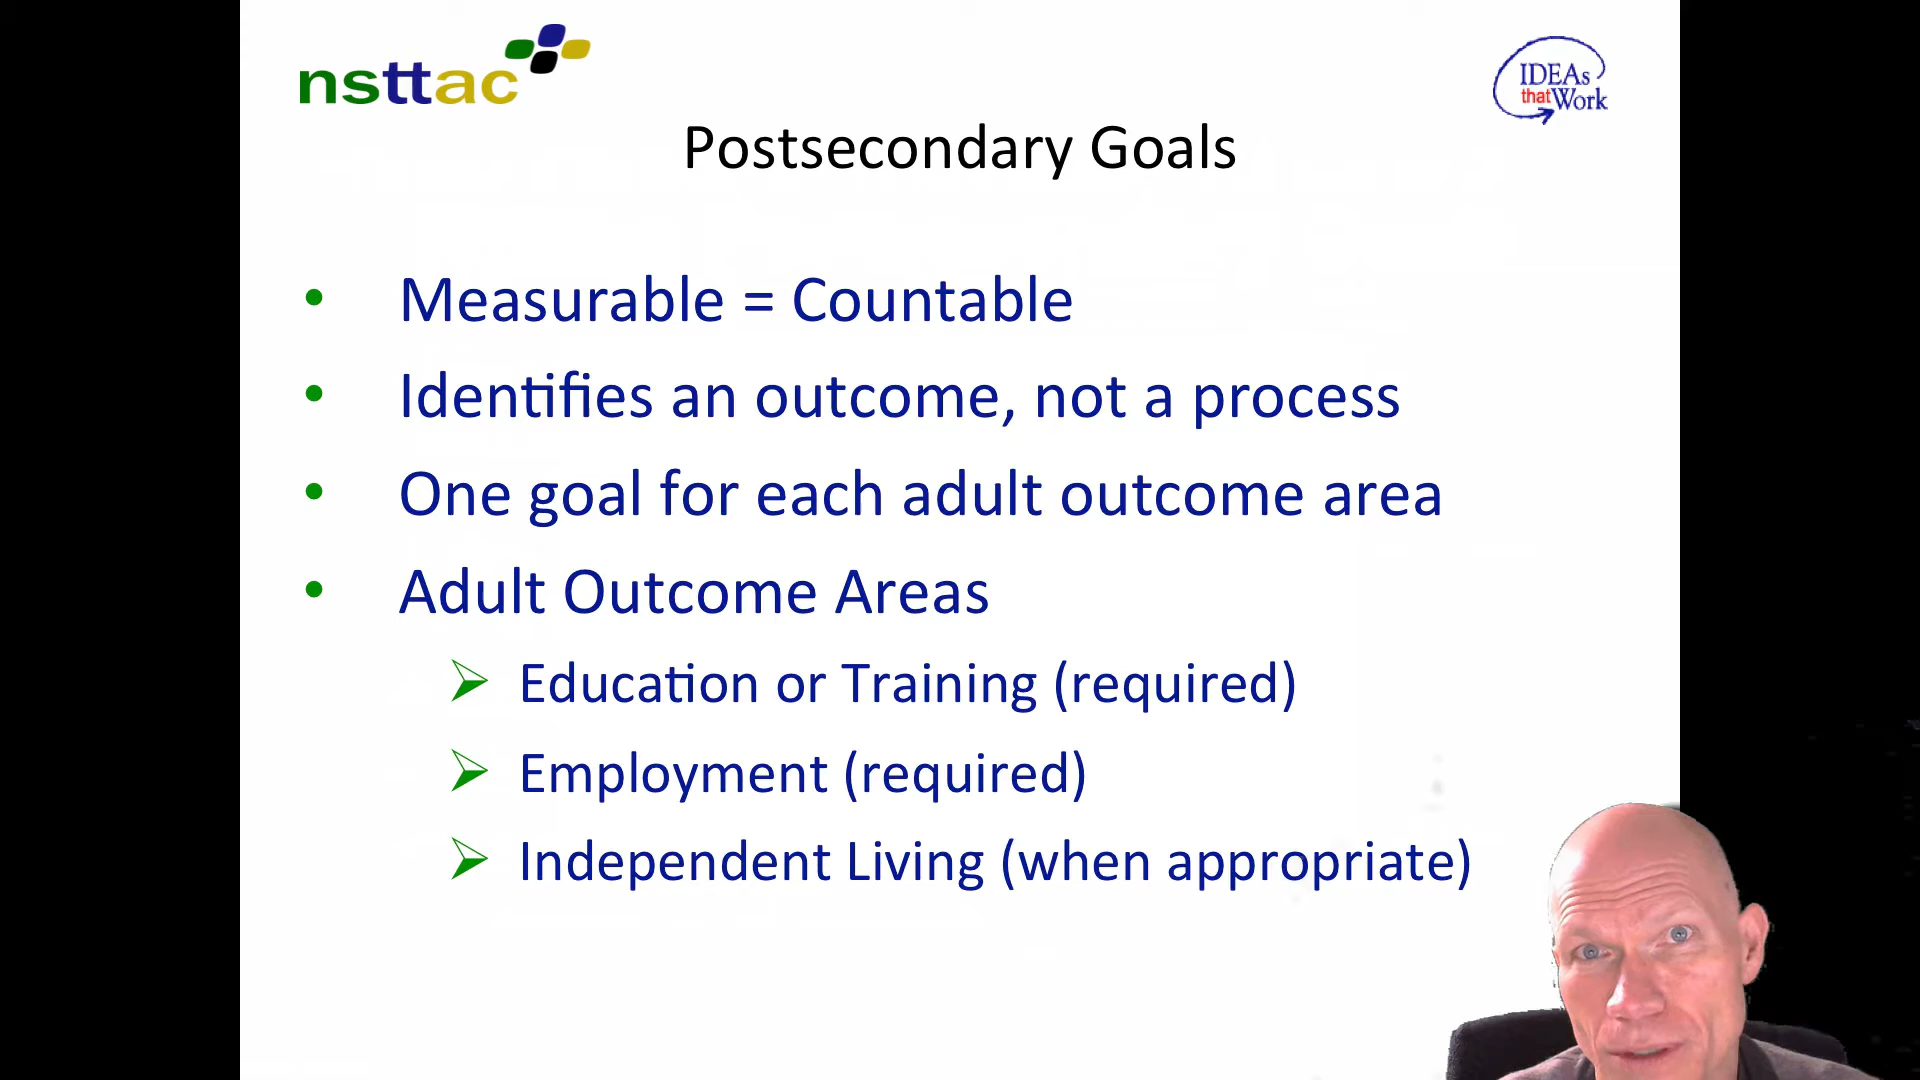 nsttac
IDEAs
that Work
Postsecondary Goals
• Measurable = Countable
• Identifies an outcome, not a process
• One goal for each adult outcome area
• Adult Outcome Areas
➢ Education or Training (required)
➢ Employment (required)
➢ Independent Living (when appropriate)